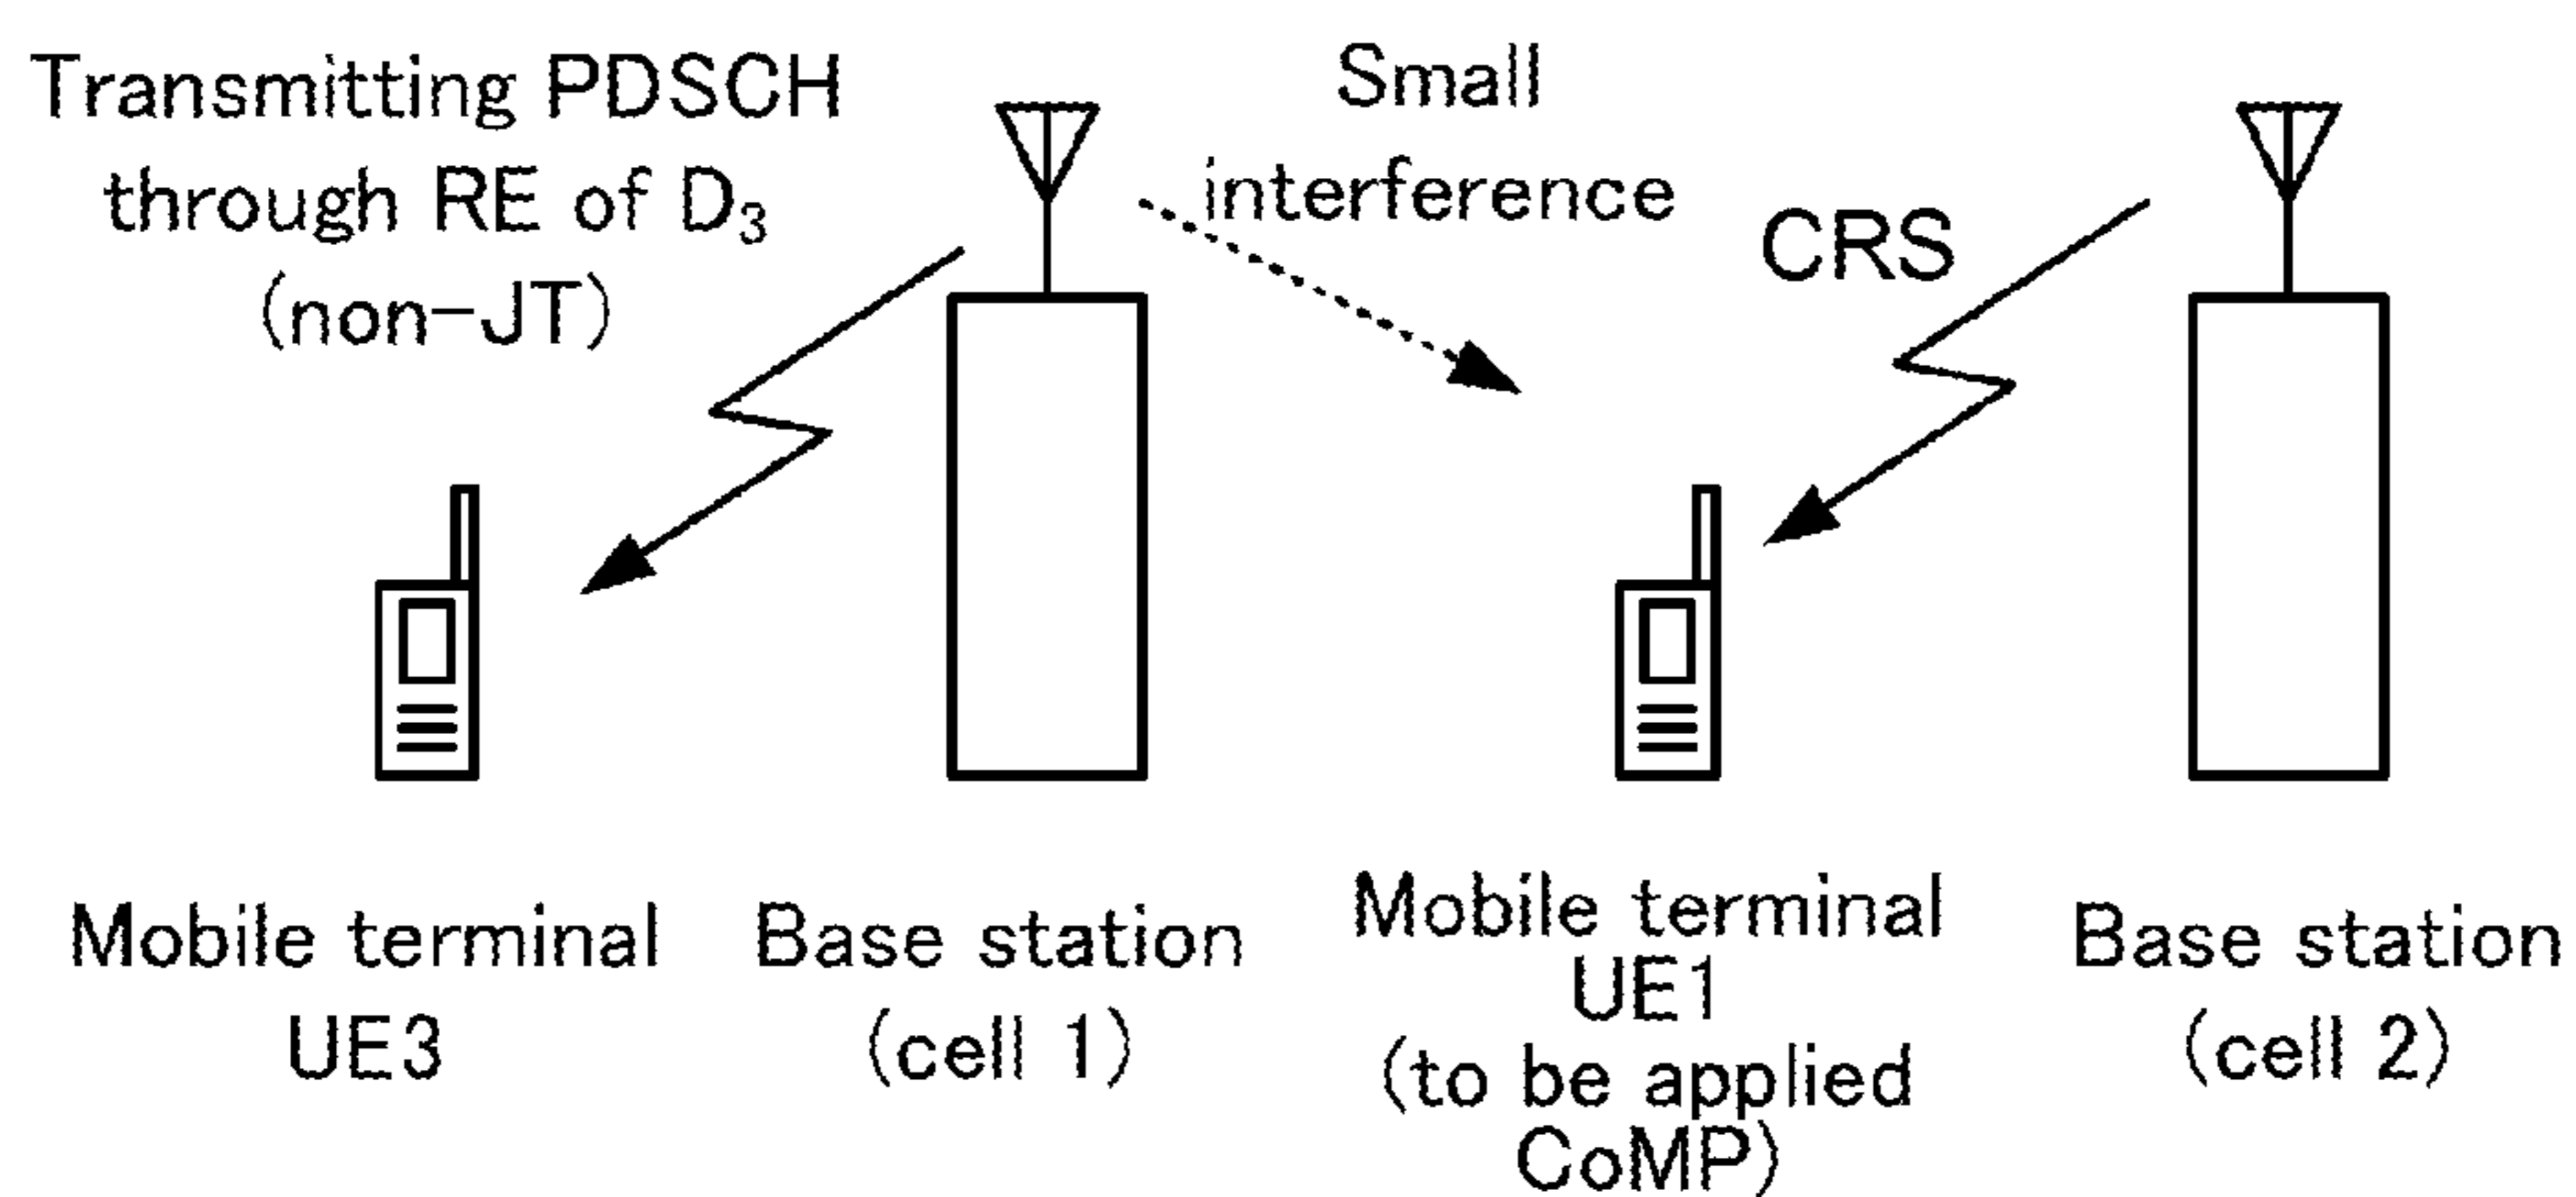 Transmitting PDSCH
through RE of D₃
(non-JT)
Small
interference
CRS
Mobile terminal
UE3
Base station
(cell 1)
Mobile terminal
UE1
(to be applied
CoMP)
Base station
(cell 2)